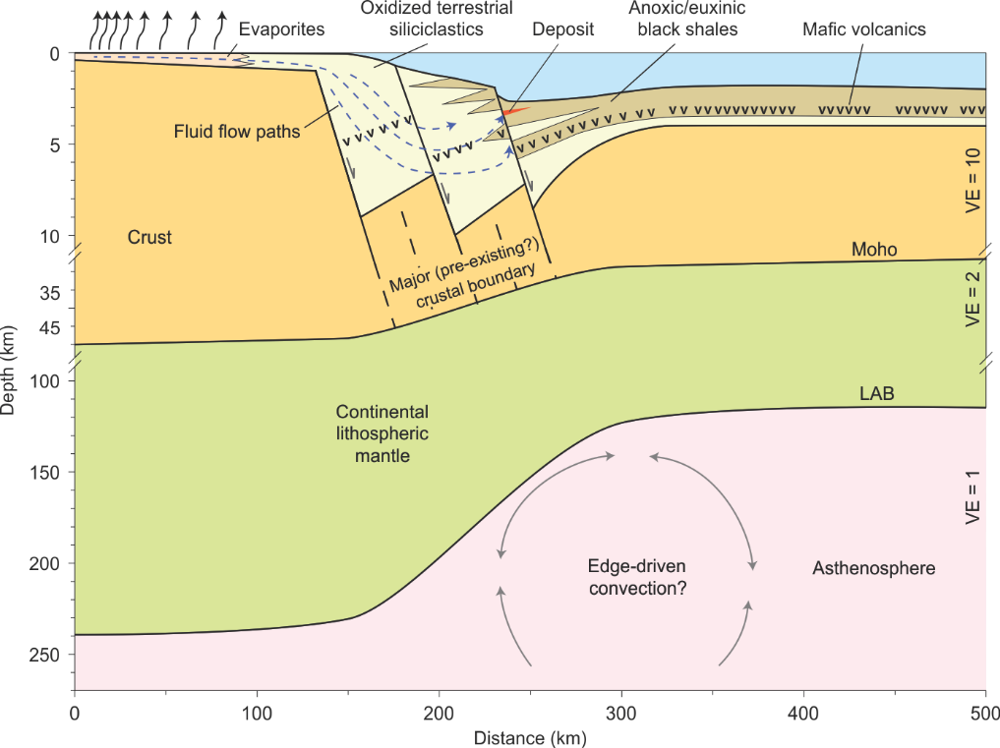 Oxidized terrestrial
siliciclastics
Anoxic/euxinic
black shales
Evaporites
Deposit
Mafic volcanics
0
Fluid flow paths
5
VE = 10
10
Crust
Major (pre-existing?)
crustal boundary
Moho
35
VE = 2
45
Depth (km)
100
LAB
Continental
lithospheric
mantle
150
VE = 1
200
Edge-driven
convection?
Asthenosphere
250
0 100 200 300 400 500
Distance (km)